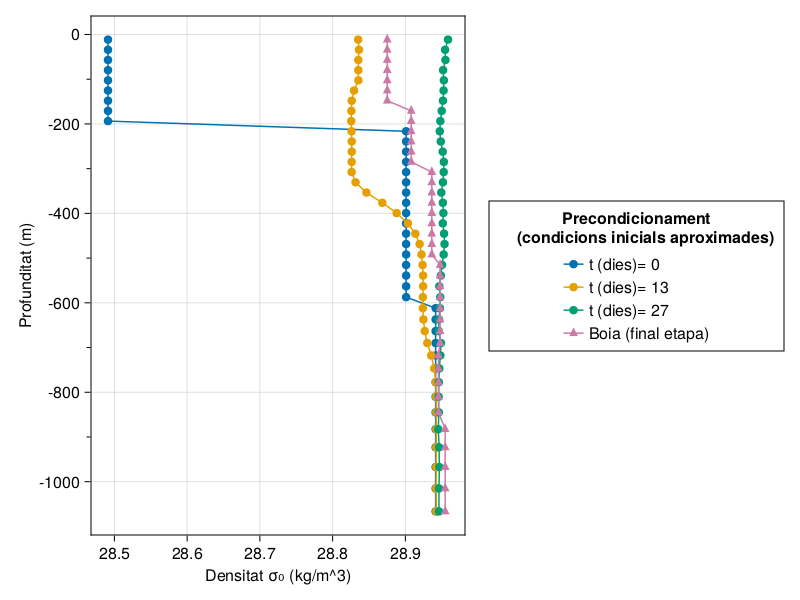 0
-200
-400
-600
-800
-1000
Profunditat (m)
28.5
28.6
28.7
28.8
28.9
Densitat σ₀ (kg/m^3)
Precondicionament
(condicions inicials aproximades)
t (dies)= 0
t (dies)= 13
t (dies)= 27
Boia (final etapa)